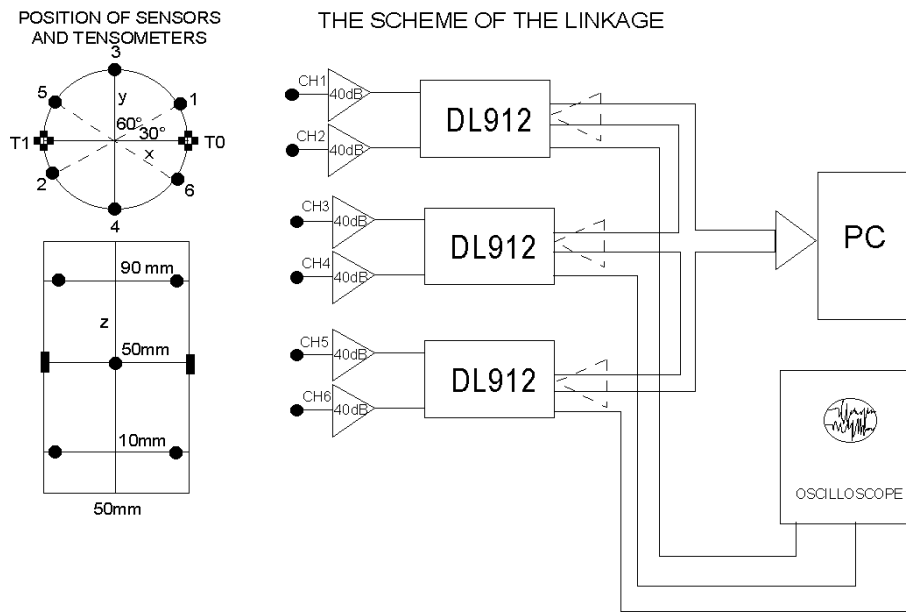 POSITION OF SENSORS
AND TENSOMETERS
3
5
1
y
60°
30°
T1
T0
x
2
6
4
90 mm
z
50mm
10mm
50mm
THE SCHEME OF THE LINKAGE
CH1
40dB
DL912
CH2
40dB
CH3
40dB
DL912
CH4
40dB
PC
CH5
40dB
DL912
CH6
40dB
OSCILLOSCOPE